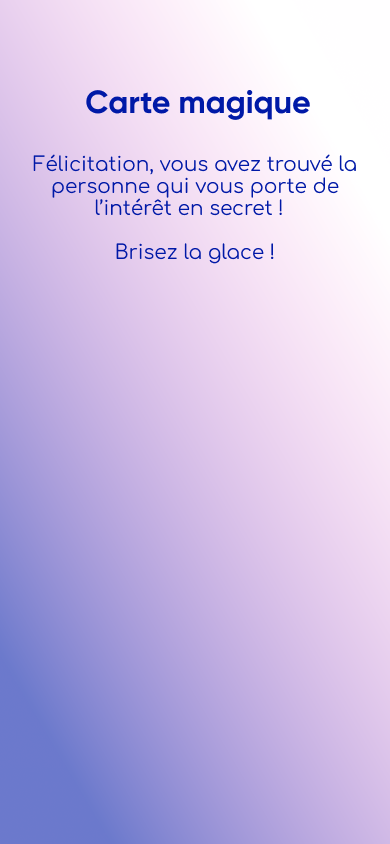 Carte magique
Félicitation, vous avez trouvé la
personne qui vous porte de
l’intérêt en secret !
Brisez la glace !